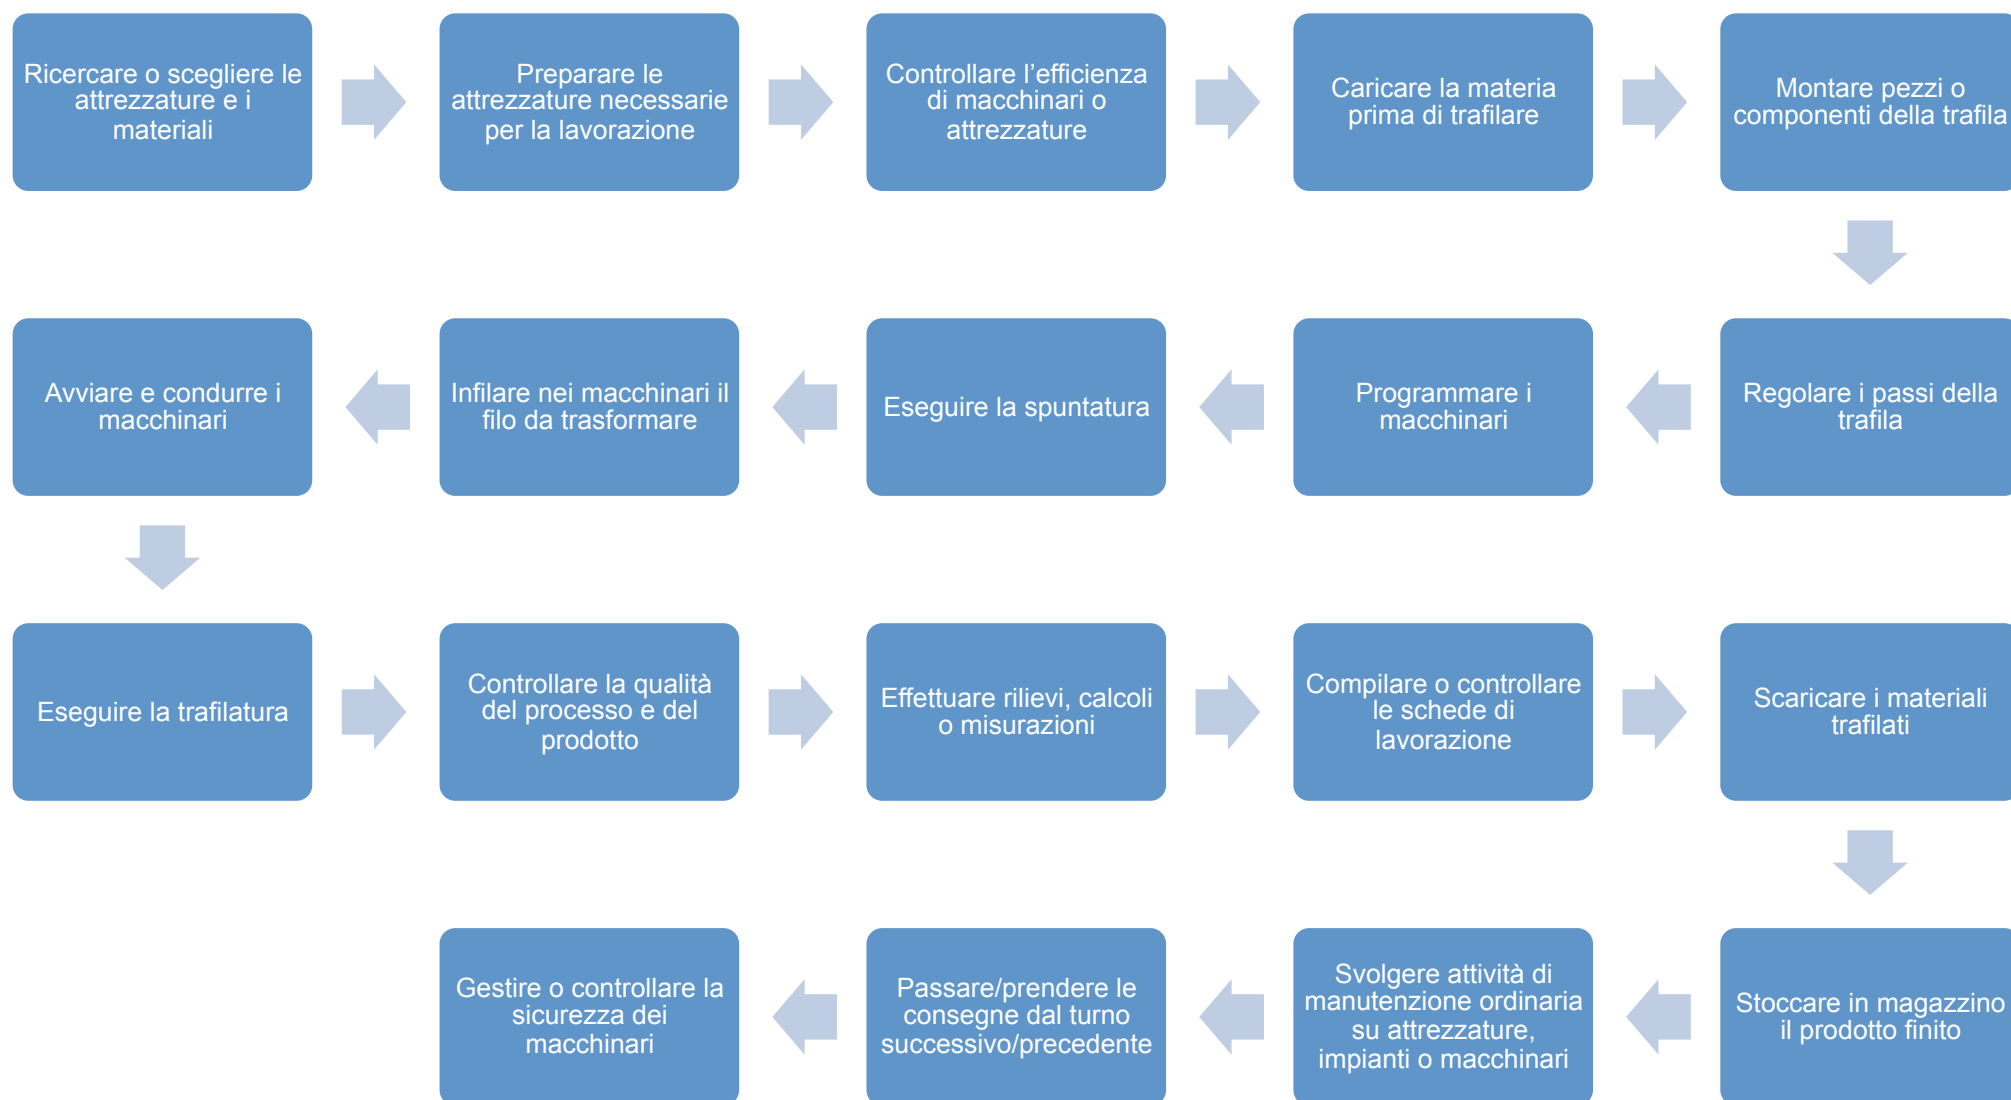 Ricercare o scegliere le
attrezzature e i
materiali
Preparare le
attrezzature necessarie
per la lavorazione
Controllare l’efficienza
di macchinari o
attrezzature
Caricare la materia
prima di trafilare
Montare pezzi o
componenti della trafila
Regolare i passi della
trafila
Programmare i
macchinari
Eseguire la spuntatura
Infilare nei macchinari il
filo da trasformare
Avviare e condurre i
macchinari
Eseguire la trafilatura
Controllare la qualità
del processo e del
prodotto
Effettuare rilievi, calcoli
o misurazioni
Compilare o controllare
le schede di
lavorazione
Scaricare i materiali
trafilati
Stoccare in magazzino
il prodotto finito
Svolgere attività di
manutenzione ordinaria
su attrezzature,
impianti o macchinari
Passare/prendere le
consegne dal turno
successivo/precedente
Gestire o controllare la
sicurezza dei
macchinari